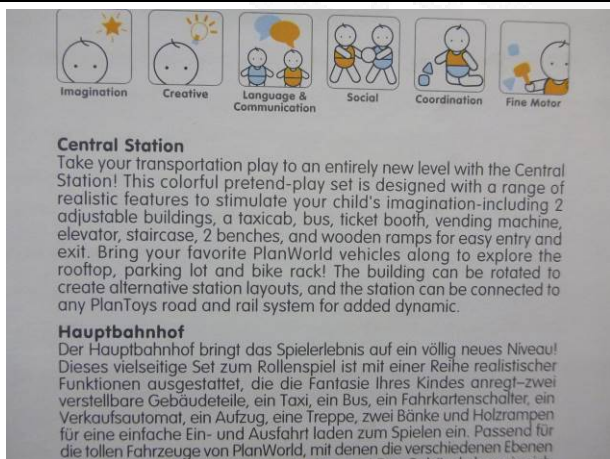 Imagination
Creative
Language &
Communication
Social
Coordination
Fine Motor
Central Station
Take your transportation play to an entirely new level with the Central
Station! This colorful pretend-play set is designed with a range of
realistic features to stimulate your child's imagination-including 2
adjustable buildings, a taxicab, bus, ticket booth, vending machine,
elevator, staircase, 2 benches, and wooden ramps for easy entry and
exit. Bring your favorite PlanWorld vehicles along to explore the
rooftop, parking lot and bike rack! The building can be rotated to
create alternative station layouts, and the station can be connected to
any PlanToys road and rail system for added dynamic.
Hauptbahnhof
Der Hauptbahnhof bringt das Spielerlebnis auf ein völlig neues Niveau!
Dieses vielseitige Set zum Rollenspiel ist mit einer Reihe realistischer
Funktionen ausgestattet, die die Fantasie Ihres Kindes anregt–zwei
verstellbare Gebäudeteile, ein Taxi, ein Bus, ein Fahrkartenschalter, ein
Verkaufsautomat, ein Aufzug, eine Treppe, zwei Bänke und Holzrampen
für eine einfache Ein- und Ausfahrt laden zum Spielen ein. Passend für
die tollen Fahrzeuge von PlanWorld, mit denen die verschiedenen Ebenen